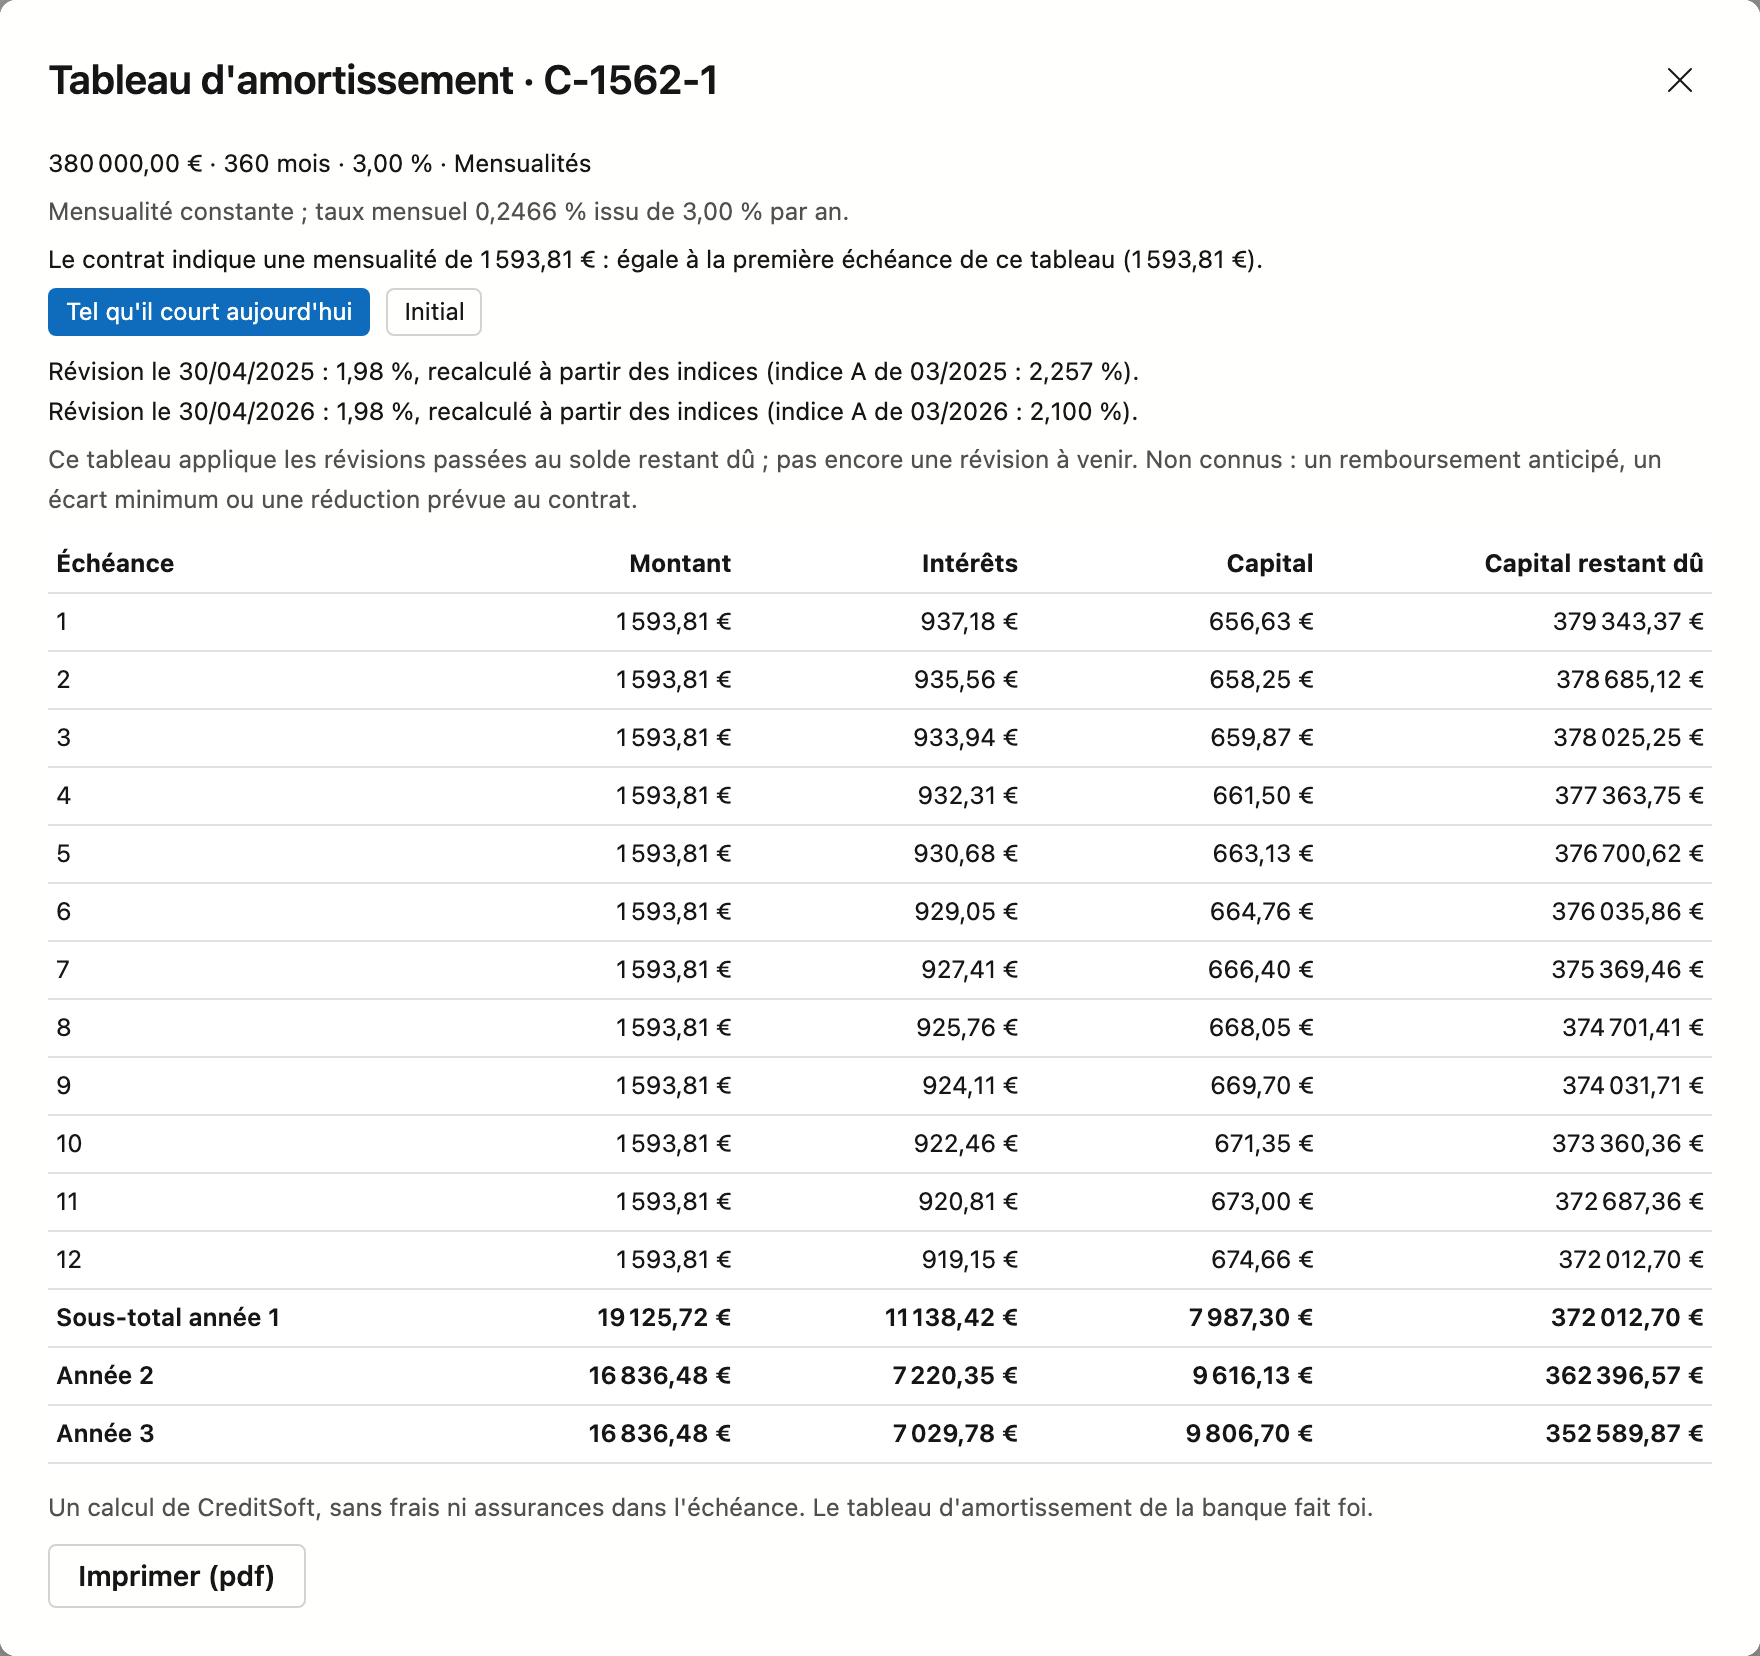 Tableau d'amortissement · C-1562-1
380 000,00 € · 360 mois · 3,00 % · Mensualités
Mensualité constante ; taux mensuel 0,2466 % issu de 3,00 % par an.
Le contrat indique une mensualité de 1 593,81 € : égale à la première échéance de ce tableau (1 593,81 €).
Tel qu'il court aujourd'hui Initial
Révision le 30/04/2025 : 1,98 %, recalculé à partir des indices (indice A de 03/2025 : 2,257 %).
Révision le 30/04/2026 : 1,98 %, recalculé à partir des indices (indice A de 03/2026 : 2,100 %).
Ce tableau applique les révisions passées au solde restant dû ; pas encore une révision à venir. Non connus : un remboursement anticipé, un
écart minimum ou une réduction prévue au contrat.
Échéance Montant Intérêts Capital Capital restant dû
1 1 593,81 € 937,18 € 656,63 € 379 343,37 €
2 1 593,81 € 935,56 € 658,25 € 378 685,12 €
3 1 593,81 € 933,94 € 659,87 € 378 025,25 €
4 1 593,81 € 932,31 € 661,50 € 377 363,75 €
5 1 593,81 € 930,68 € 663,13 € 376 700,62 €
6 1 593,81 € 929,05 € 664,76 € 376 035,86 €
7 1 593,81 € 927,41 € 666,40 € 375 369,46 €
8 1 593,81 € 925,76 € 668,05 € 374 701,41 €
9 1 593,81 € 924,11 € 669,70 € 374 031,71 €
10 1 593,81 € 922,46 € 671,35 € 373 360,36 €
11 1 593,81 € 920,81 € 673,00 € 372 687,36 €
12 1 593,81 € 919,15 € 674,66 € 372 012,70 €
Sous-total année 1 19 125,72 € 11 138,42 € 7 987,30 € 372 012,70 €
Année 2 16 836,48 € 7 220,35 € 9 616,13 € 362 396,57 €
Année 3 16 836,48 € 7 029,78 € 9 806,70 € 352 589,87 €
Un calcul de CreditSoft, sans frais ni assurances dans l'échéance. Le tableau d'amortissement de la banque fait foi.
Imprimer (pdf)